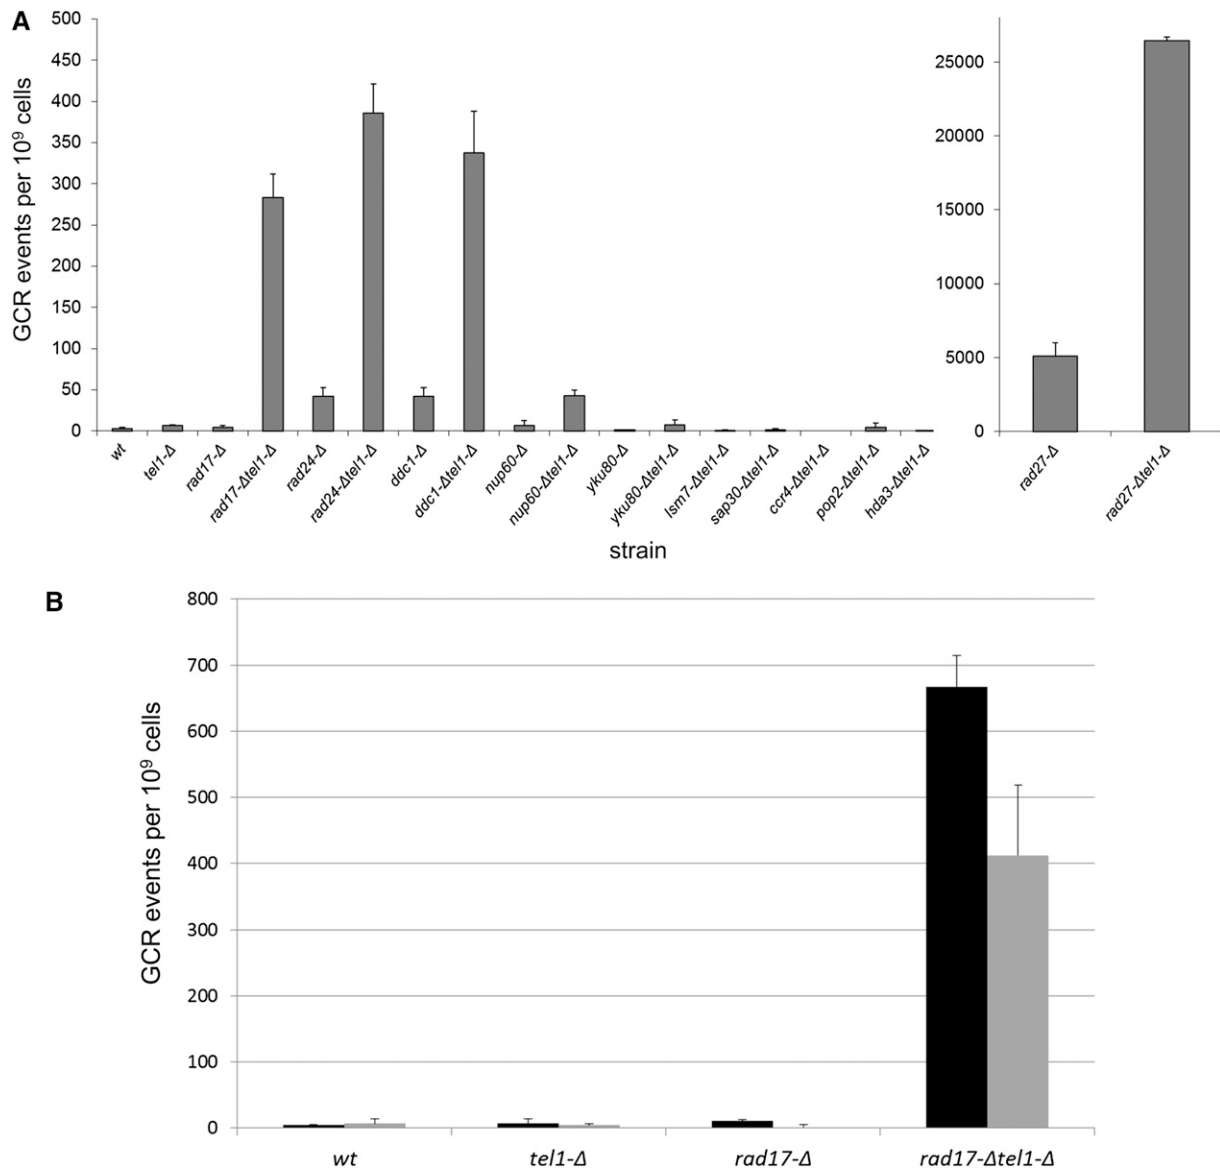 A
GCR events per 10⁹ cells
500
450
400
350
300
250
200
150
100
50
0
wt
tel1-Δ
rad17-Δ
rad17-Δtel1-Δ
rad24-Δ
rad24-Δtel1-Δ
ddc1-Δ
ddc1-Δtel1-Δ
nup60-Δ
nup60-Δtel1-Δ
yku80-Δ
yku80-Δtel1-Δ
lsm7-Δtel1-Δ
sap30-Δtel1-Δ
ccr4-Δtel1-Δ
pop2-Δtel1-Δ
hda3-Δtel1-Δ
25000
20000
15000
10000
5000
0
rad27-Δ
rad27-Δtel1-Δ
strain
B
GCR events per 10⁹ cells
800
700
600
500
400
300
200
100
0
wt
tel1-Δ
rad17-Δ
rad17-Δtel1-Δ